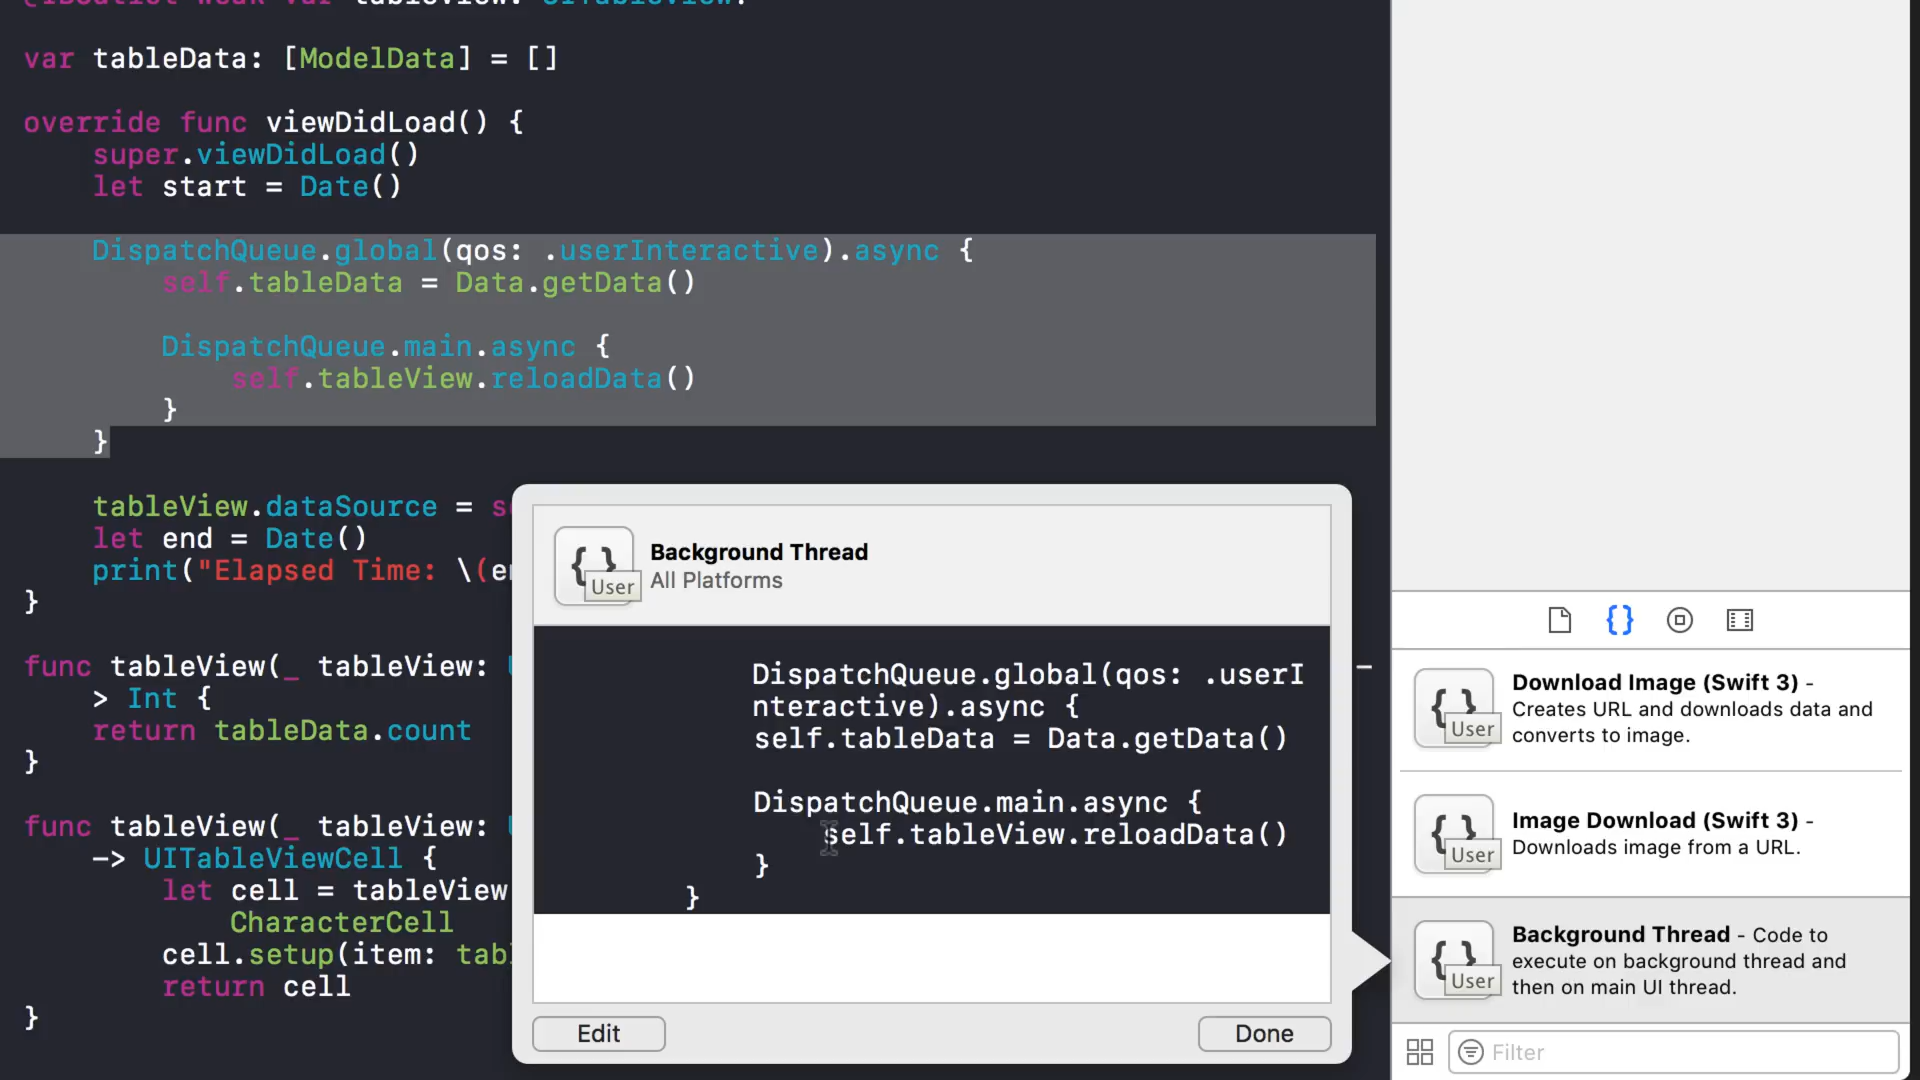 @IBOutlet weak var tableView: UITableView!
var tableData: [ModelData] = []
override func viewDidLoad() {
super.viewDidLoad()
let start = Date()
DispatchQueue.global(qos: .userInteractive).async {
self.tableData = Data.getData()
DispatchQueue.main.async {
self.tableView.reloadData()
}
}
tableView.dataSource = s
let end = Date()
print("Elapsed Time: \(en
}
func tableView(_ tableView: U
> Int {
return tableData.count
}
func tableView(_ tableView: U
-> UITableViewCell {
let cell = tableView
CharacterCell
cell.setup(item: tab
return cell
}
-
{ } User
Background Thread
All Platforms
DispatchQueue.global(qos: .userI
nteractive).async {
self.tableData = Data.getData()
DispatchQueue.main.async {
self.tableView.reloadData()
}
}
Edit
Done
{ }
{ } User
Download Image (Swift 3) -
Creates URL and downloads data and
converts to image.
{ } User
Image Download (Swift 3) -
Downloads image from a URL.
{ } User
Background Thread - Code to
execute on background thread and
then on main UI thread.
Filter